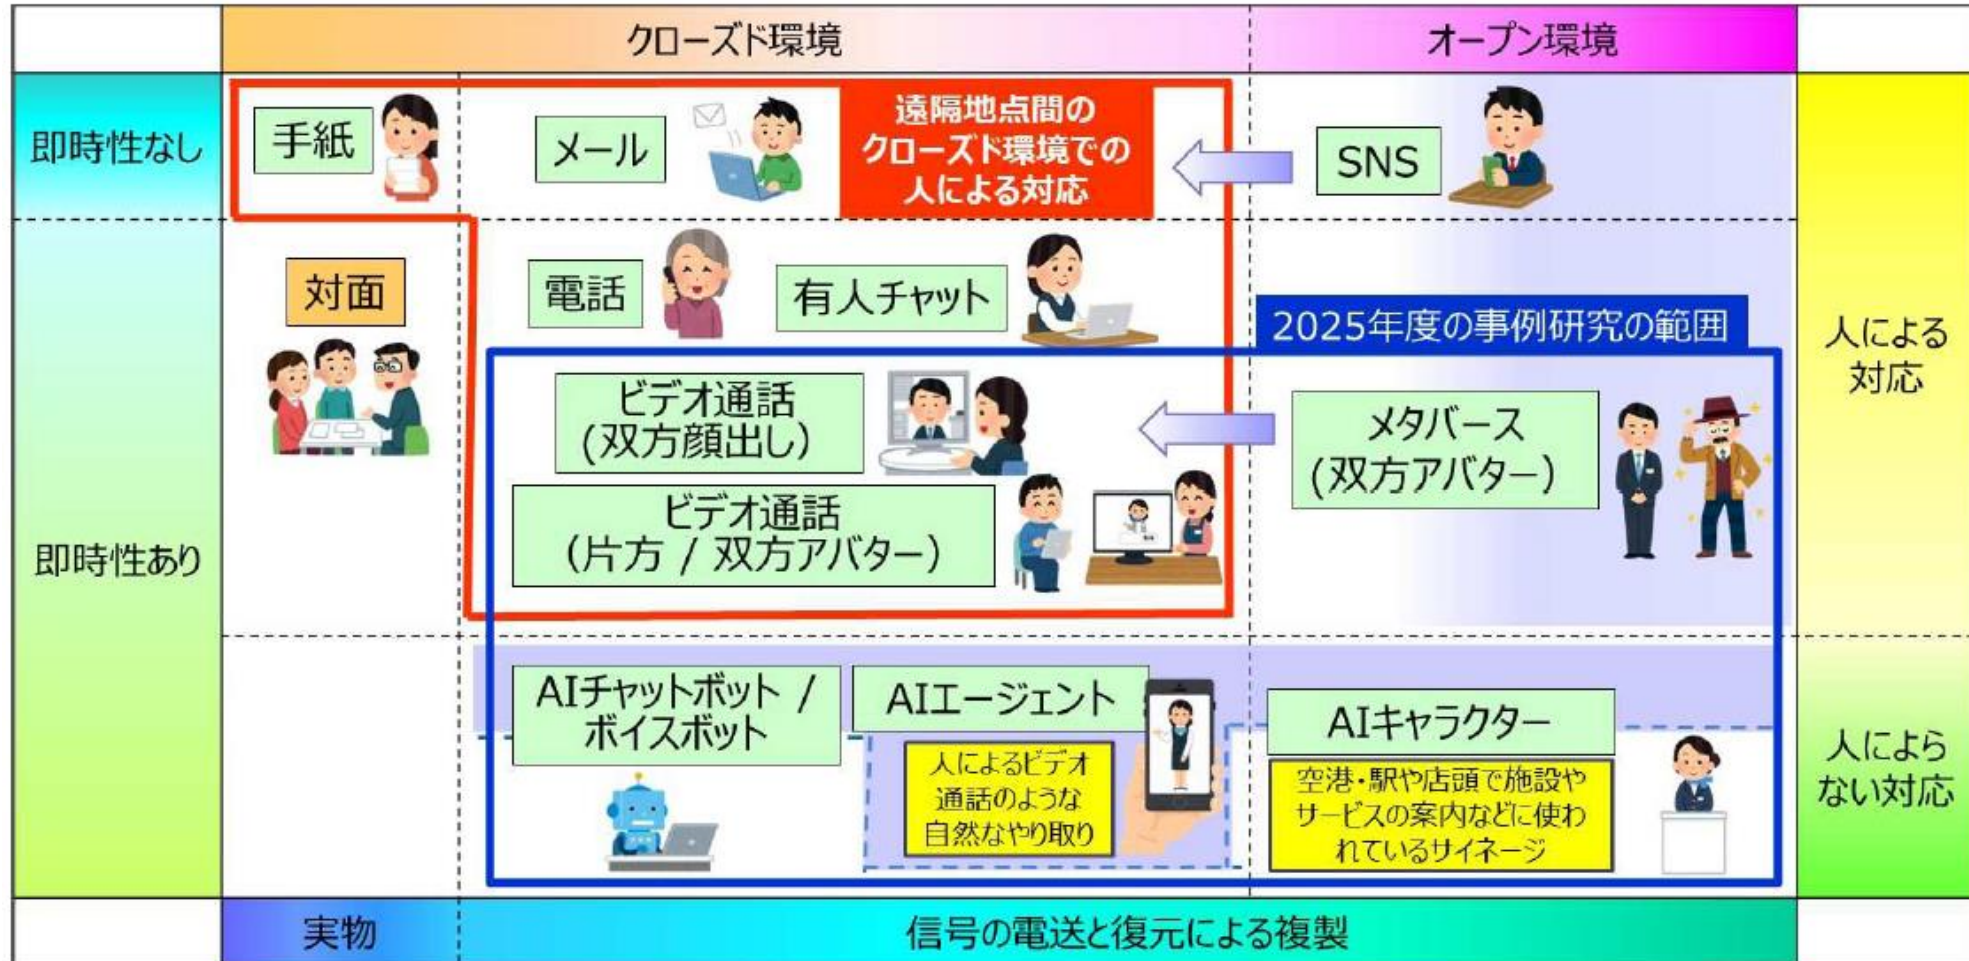 クローズド環境
オープン環境
即時性なし
手紙
メール
遠隔地点間の
クローズド環境での
人による対応
SNS
対面
電話
有人チャット
2025年度の事例研究の範囲
人による
対応
ビデオ通話
(双方顔出し)
メタバース
(双方アバター)
ビデオ通話
(片方 / 双方アバター)
即時性あり
AIチャットボット /
ボイスボット
AIエージェント
人によるビデオ
通話のような
自然なやり取り
AIキャラクター
空港・駅や店頭で施設や
サービスの案内などに使わ
れているサイネージ
人によら
ない対応
実物
信号の電送と復元による複製